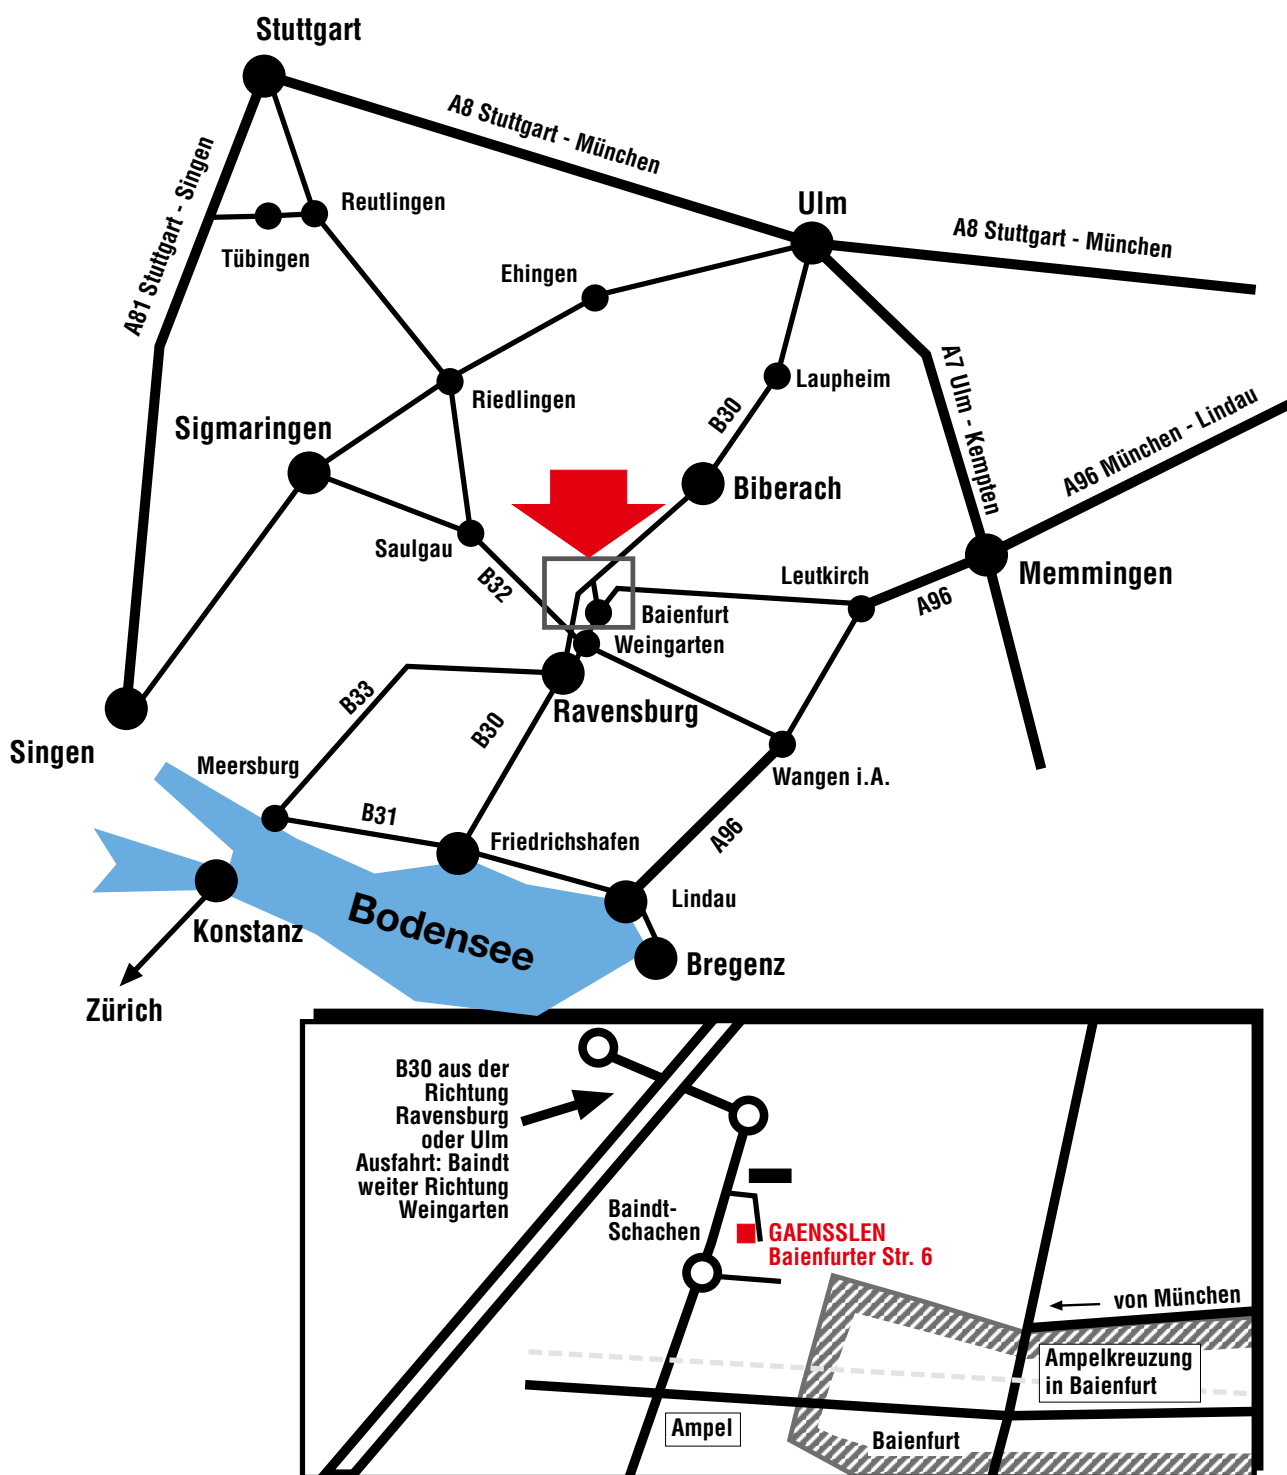 Stuttgart
A8 Stuttgart - München
A81 Stuttgart - Singen
Reutlingen
Ulm
A8 Stuttgart - München
Tübingen
Ehingen
Laupheim
A7 Ulm - Kempten
Riedlingen
B30
A96 München - Lindau
Sigmaringen
Biberach
Saulgau
B32
Leutkirch
Memmingen
A96
Baienfurt
Weingarten
B33
Ravensburg
B30
Singen
Meersburg
Wangen i.A.
B31
Friedrichshafen
A96
Lindau
Bodensee
Konstanz
Bregenz
Zürich
B30 aus der
Richtung
Ravensburg
oder Ulm
Ausfahrt: Baindt
weiter Richtung
Weingarten
Baindt-
Schachen
GAENSSLEN
Baienfurter Str. 6
von München
Ampelkreuzung
in Baienfurt
Ampel
Baienfurt